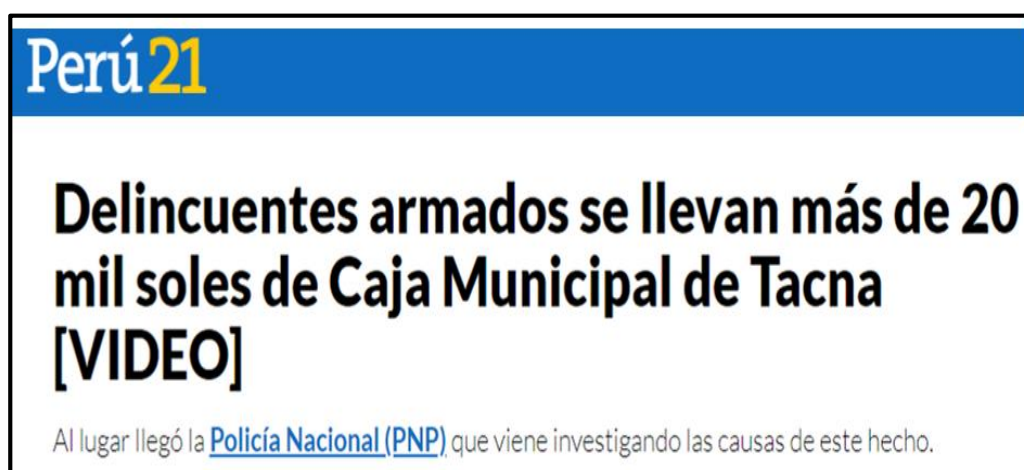 Perú21
Delincuentes armados se llevan más de 20
mil soles de Caja Municipal de Tacna
[VIDEO]
Al lugar llegó la Policía Nacional (PNP) que viene investigando las causas de este hecho.